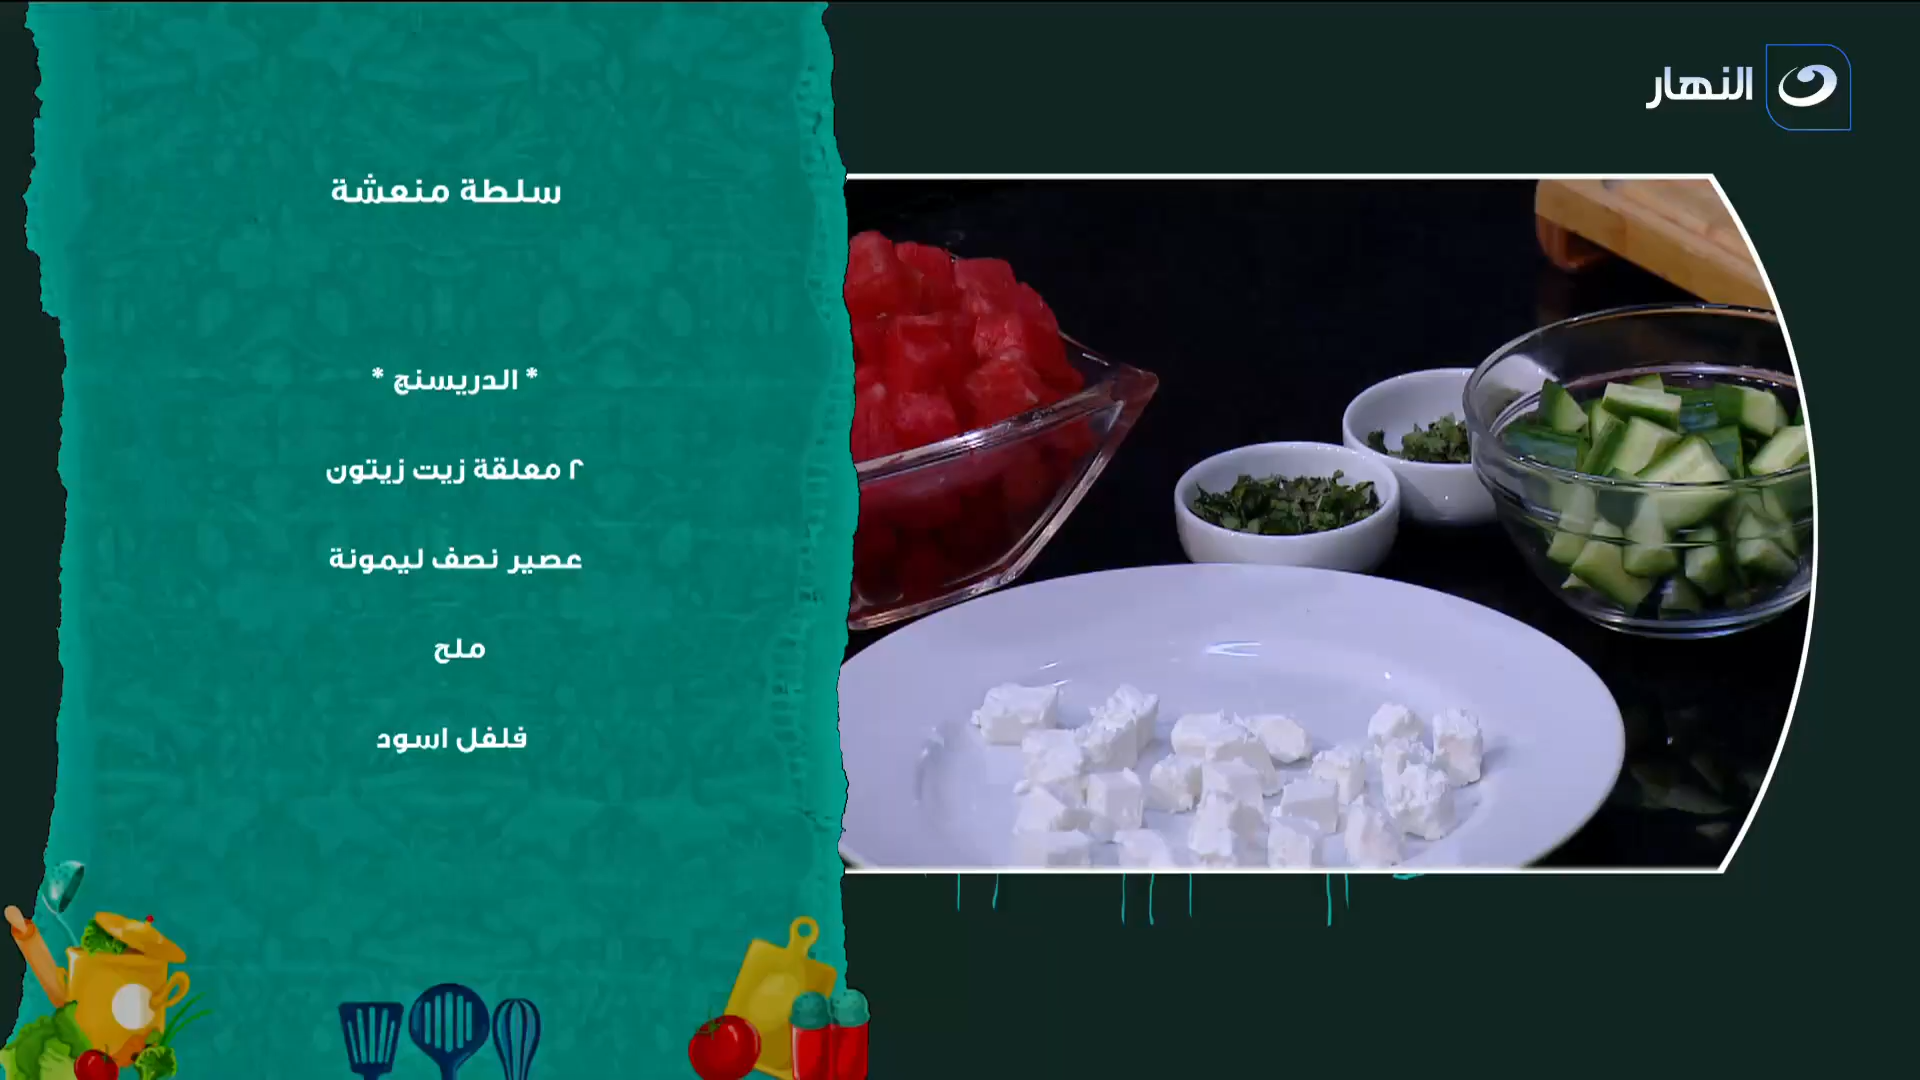 النهار
سلطة منعشة
* الدريسنج *
٢ معلقة زيت زيتون
عصير نصف ليمونة
ملح
فلفل اسود